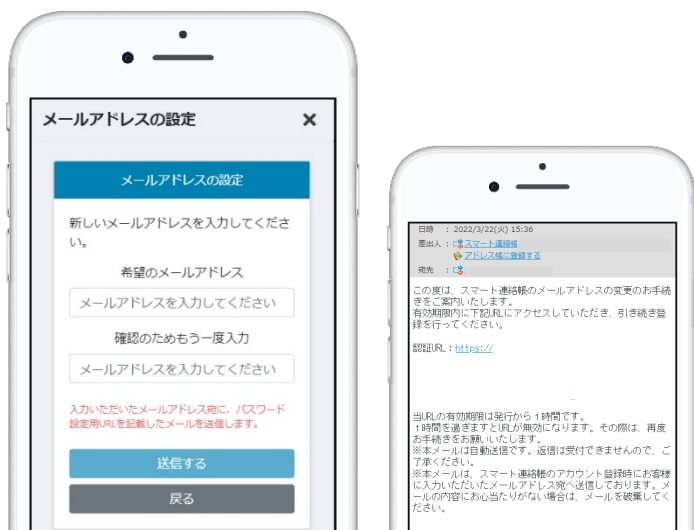 メールアドレスの設定
×
メールアドレスの設定
新しいメールアドレスを入力してくださ
い。
希望のメールアドレス
メールアドレスを入力してください
確認のためもう一度入力
メールアドレスを入力してください
入力いただいたメールアドレス宛に、パスワード
設定用URLを記載したメールを送信します。
送信する
戻る
日時 : 2022/3/22(火) 15:36
差出人 : スマート連絡帳
アドレス帳に登録する
宛先 :
この度は、スマート連絡帳のメールアドレスの変更のお手続
きをご案内いたします。
有効期限内に下記URLにアクセスしていただき、引き続き登
録を行ってください。
認証URL : https://
当URLの有効期限は発行から1時間です。
1時間を過ぎますとURLが無効になります。その際は、再度
お手続きをお願いいたします。
※本メールは自動送信です。返信は受付できませんので、ご
了承ください。
※本メールは、スマート連絡帳のアカウント登録時にお客様
に入力いただいたメールアドレス宛へ送信しております。メ
ールの内容にお心当たりがない場合は、メールを破棄してく
ださい。